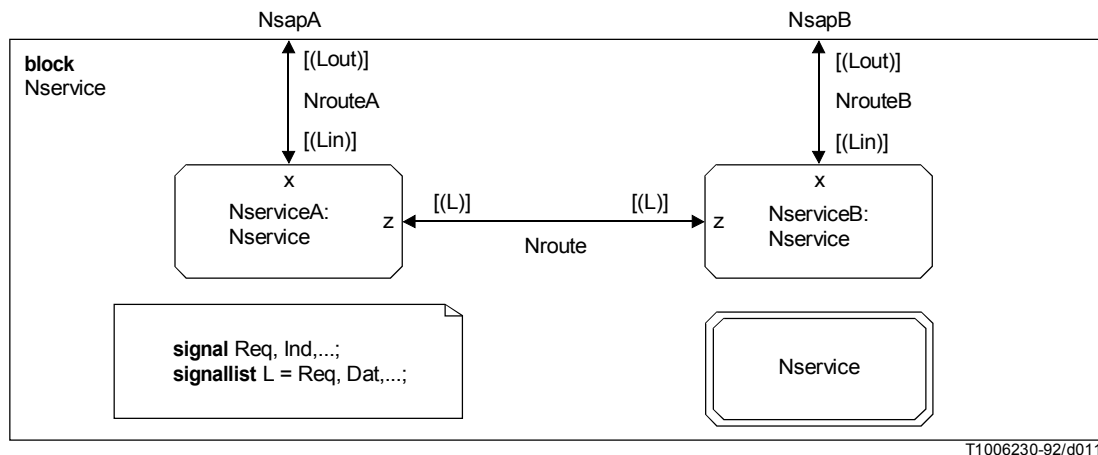 NsapA
NsapB
block
Nservice
[(Lout)]
NrouteA
[(Lin)]
[(Lout)]
NrouteB
[(Lin)]
x
NserviceA:
Nservice
z
[(L)]
[(L)]
Nroute
x
z
NserviceB:
Nservice
signal Req, Ind,...;
signallist L = Req, Dat,...;
Nservice
T1006230-92/d011